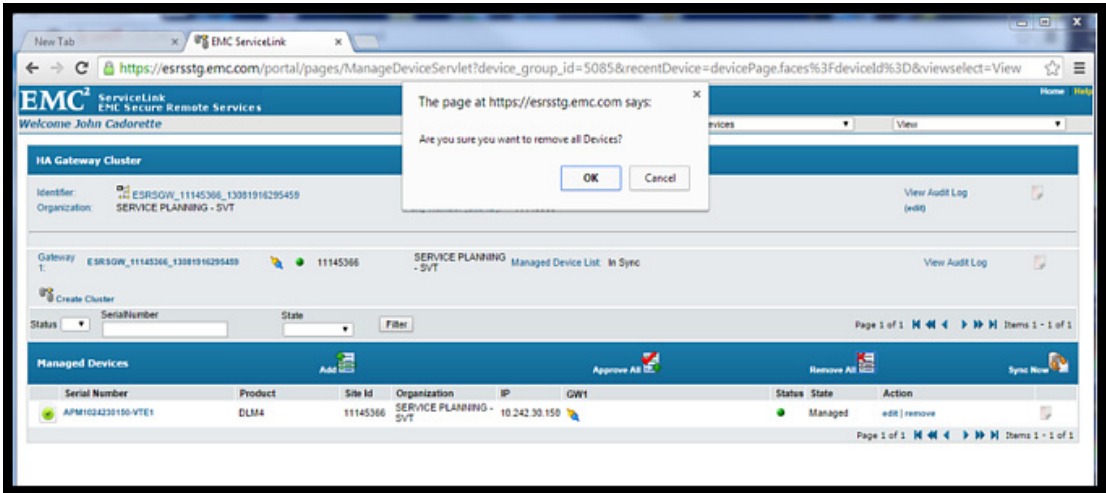 New Tab
EMC ServiceLink
https://esrsstg.emc.com/portal/pages/ManageDeviceServlet?device_group_id=5085&recentDevice=devicePage.faces%3FdeviceId%3D&viewselect=View
EMC² ServiceLink
EMC Secure Remote Services
Home Help
Welcome John Cadorette
evices View
The page at https://esrsstg.emc.com says:
Are you sure you want to remove all Devices?
OK Cancel
HA Gateway Cluster
Identifier: ESRSGW_11145366_13081916295459 View Audit Log
Organization: SERVICE PLANNING - SVT (edit)
Gateway 1: ESRSGW_11145366_13081916295459 11145366 SERVICE PLANNING - SVT Managed Device List: In Sync View Audit Log
Create Cluster
Status SerialNumber State Filter Page 1 of 1 Items 1 - 1 of 1
Managed Devices Add Approve All Remove All Sync Now
Serial Number Product Site Id Organization IP GW1 Status State Action
APM1024230150-VTE1 DLM4 11145366 SERVICE PLANNING - SVT 10.242.30.150 Managed edit | remove
Page 1 of 1 Items 1 - 1 of 1